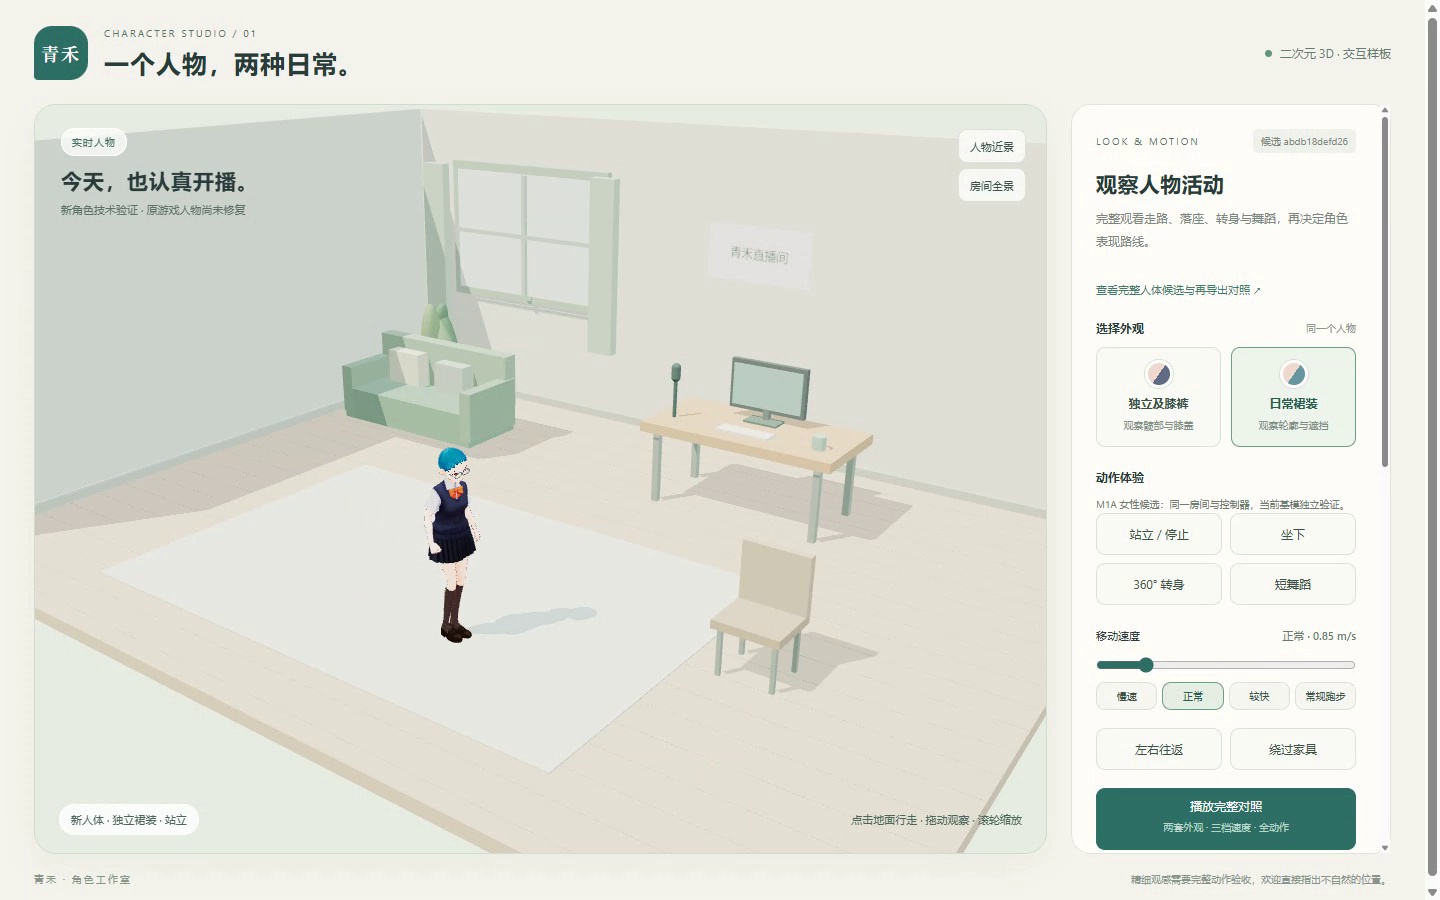 青禾
CHARACTER STUDIO / 01
一个人物，两种日常。
二次元 3D · 交互样板
实时人物
今天，也认真开播。
新角色技术验证 · 原游戏人物尚未修复
人物近景
房间全景
青禾直播间
新人体 · 独立裙装 · 站立
点击地面行走 · 拖动观察 · 滚轮缩放
LOOK & MOTION
候选 abdb18defd26
观察人物活动
完整观看走路、落座、转身与舞蹈，再决定角色
表现路线。
查看完整人体候选与再导出对照 ↗
选择外观
同一个人物
独立及膝裤
观察腿部与膝盖
日常裙装
观察轮廓与遮挡
动作体验
M1A 女性候选：同一房间与控制器，当前基模独立验证。
站立 / 停止
坐下
360° 转身
短舞蹈
移动速度
正常 · 0.85 m/s
慢速
正常
较快
常规跑步
左右往返
绕过家具
播放完整对照
两套外观 · 三档速度 · 全动作
青禾 · 角色工作室
精细观感需要完整动作验收，欢迎直接指出不自然的位置。